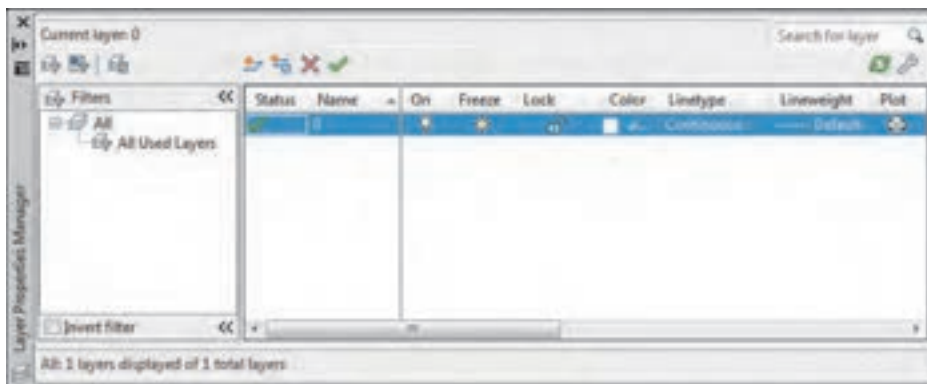 Current layer: 0
Search for layer
Filters
Status Name On Freeze Lock Color Linetype Lineweight Plot
All
0 Continuous Default
All Used Layers
Layer Properties Manager
Invert filter
All: 1 layers displayed of 1 total layers